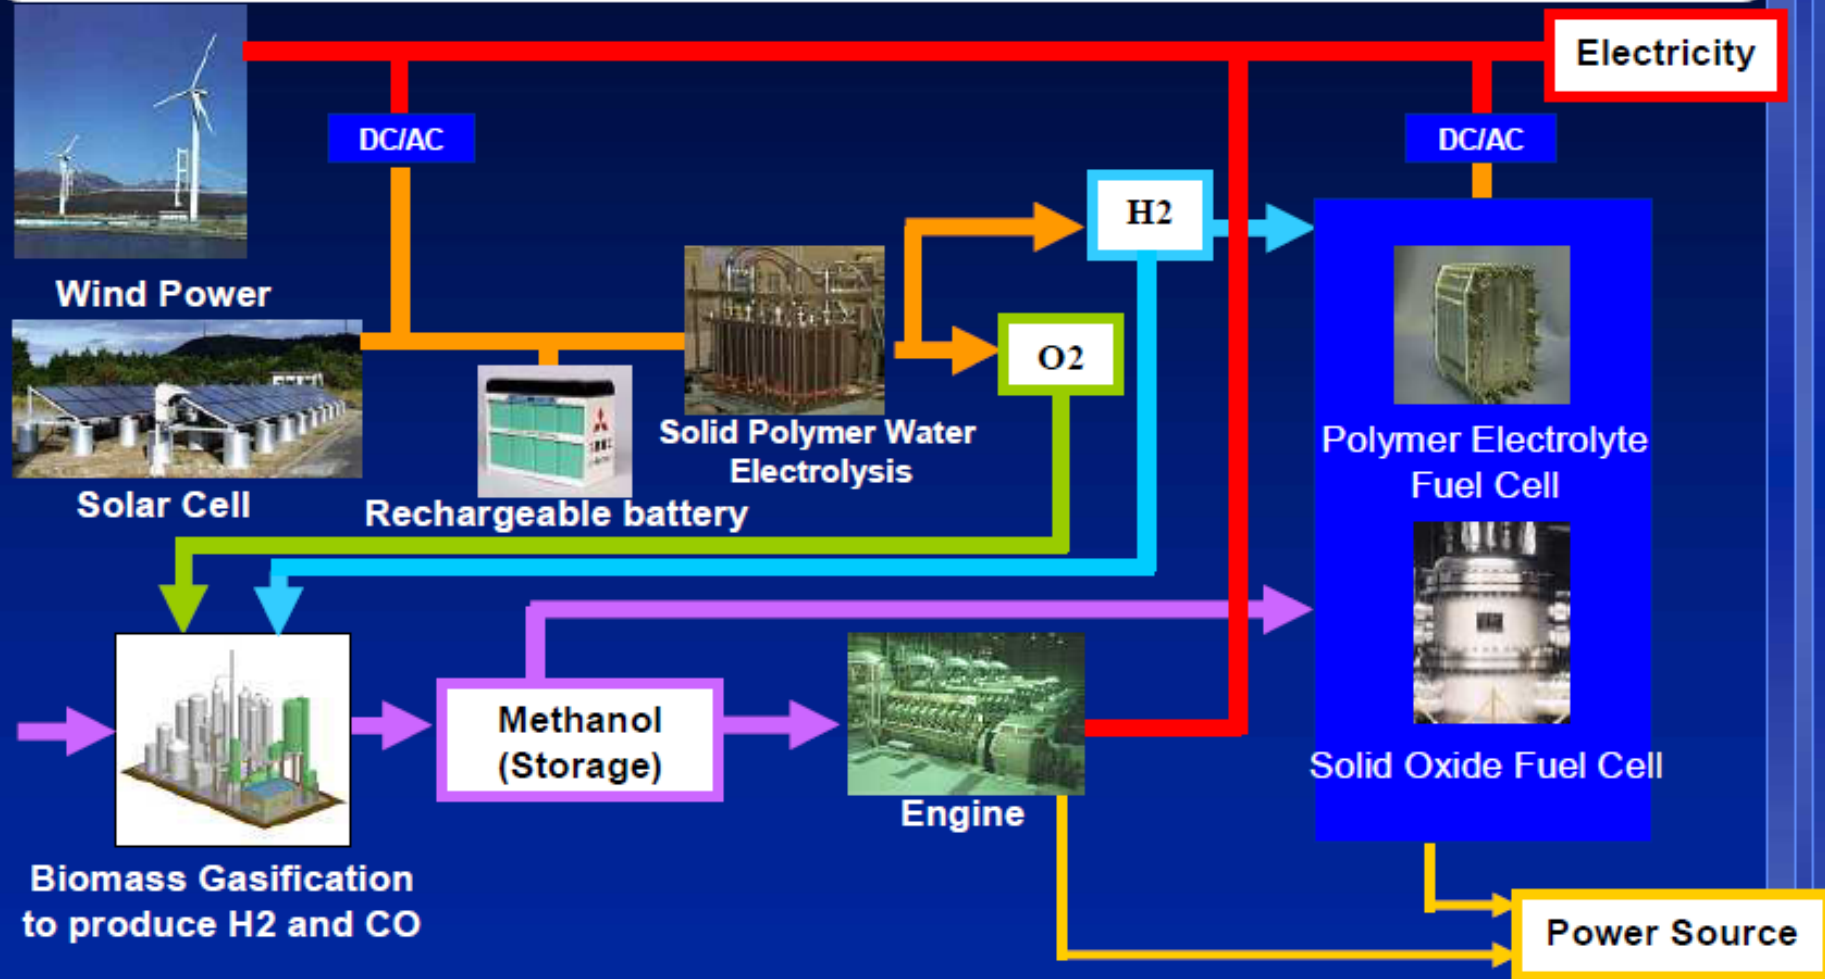 Electricity
DC/AC
DC/AC
H2
Wind Power
O2
Solid Polymer Water
Electrolysis
Polymer Electrolyte
Fuel Cell
Solar Cell
Rechargeable battery
Methanol
(Storage)
Solid Oxide Fuel Cell
Engine
Biomass Gasification
to produce H2 and CO
Power Source